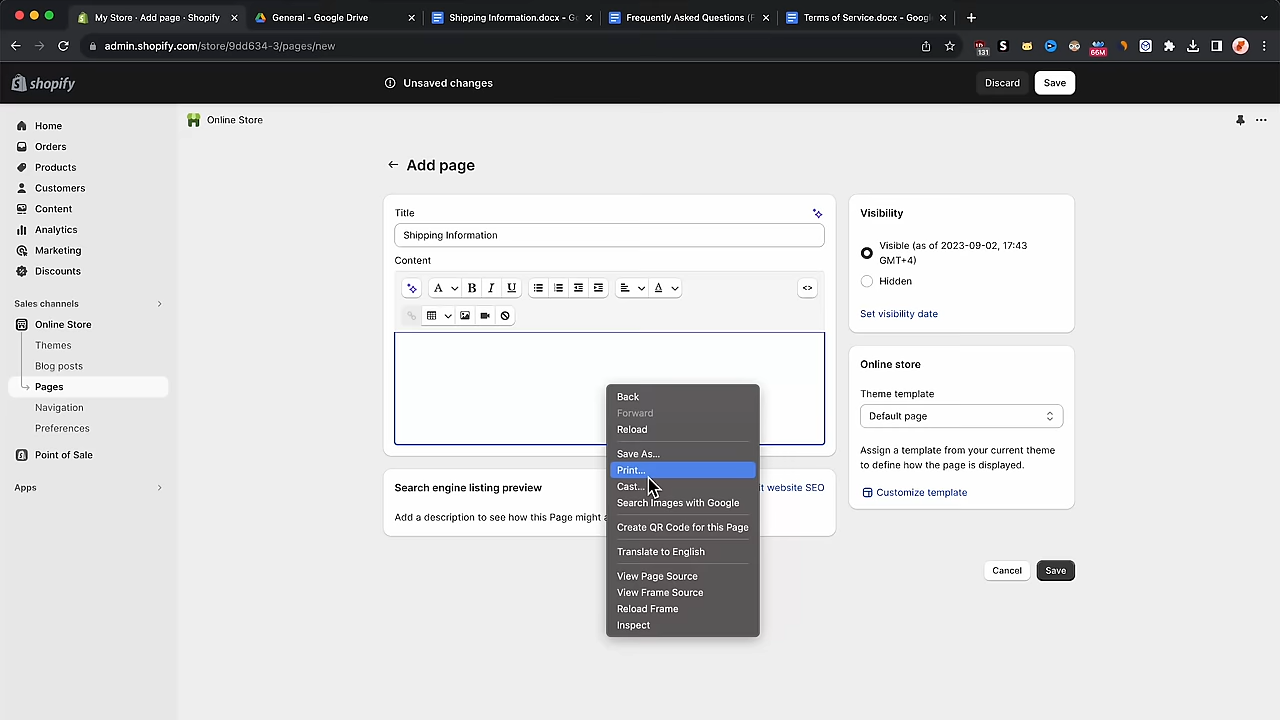 My Store · Add page · Shopify
General - Google Drive
Shipping Information.docx - G
Frequently Asked Questions (F
Terms of Service.docx - Googl
admin.shopify.com/store/9dd634-3/pages/new
131
S
66M
shopify
Unsaved changes
Discard
Save
Home
Orders
Products
Customers
Content
Analytics
Marketing
Discounts
Sales channels
Online Store
Themes
Blog posts
Pages
Navigation
Preferences
Point of Sale
Apps
Online Store
Add page
Title
Shipping Information
Content
A
B
I
U
A
<>
Search engine listing preview
t website SEO
Add a description to see how this Page might a
Back
Forward
Reload
Save As...
Print...
Cast...
Search Images with Google
Create QR Code for this Page
Translate to English
View Page Source
View Frame Source
Reload Frame
Inspect
Visibility
Visible (as of 2023-09-02, 17:43
GMT+4)
Hidden
Set visibility date
Online store
Theme template
Default page
Assign a template from your current theme
to define how the page is displayed.
Customize template
Cancel
Save